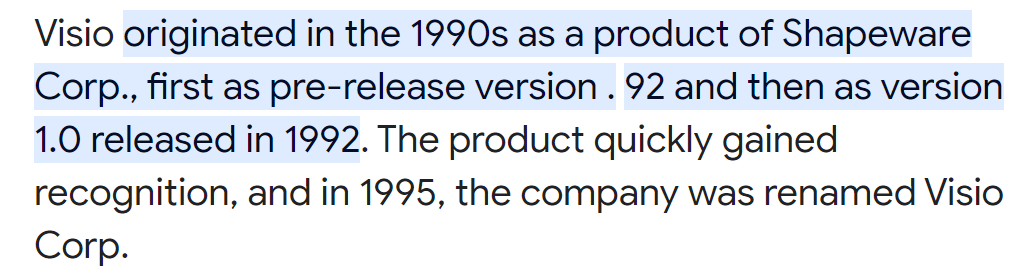 Visio originated in the 1990s as a product of Shapeware
Corp., first as pre-release version . 92 and then as version
1.0 released in 1992. The product quickly gained
recognition, and in 1995, the company was renamed Visio
Corp.